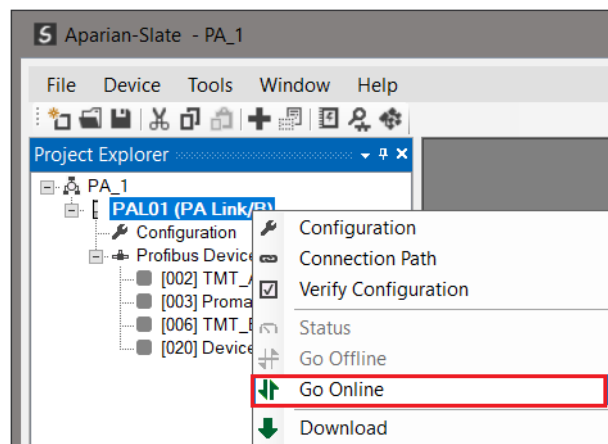 S Aparian-Slate - PA_1
File Device Tools Window Help
Project Explorer
PA_1
PAL01 (PA Link/B)
Configuration
Profibus Device
[002] TMT_
[003] Proma
[006] TMT_
[020] Device
Configuration
Connection Path
Verify Configuration
Status
Go Offline
Go Online
Download